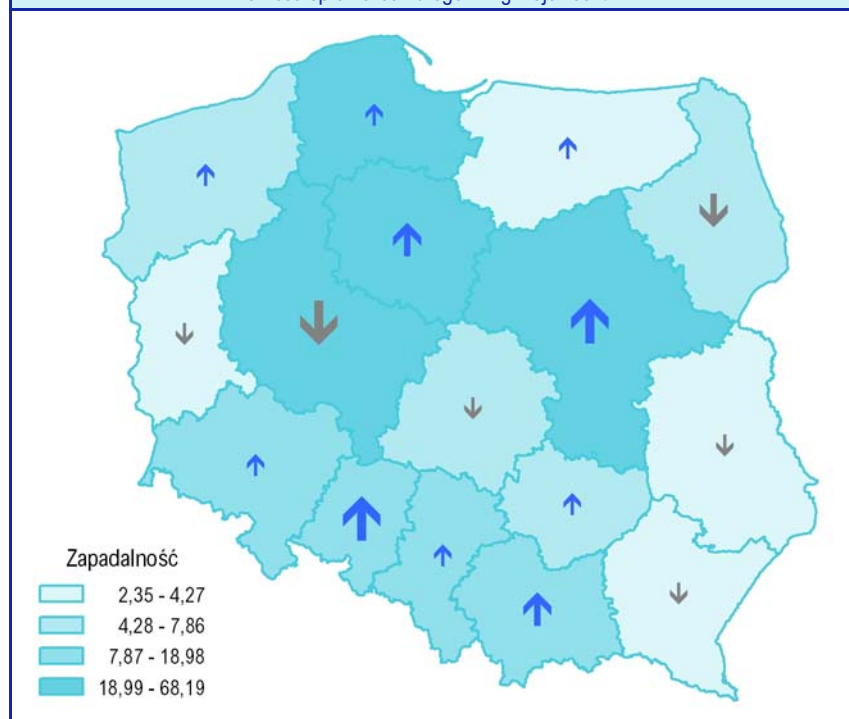 Zapadalność
2,35 - 4,27
4,28 - 7,86
7,87 - 18,98
18,99 - 68,19